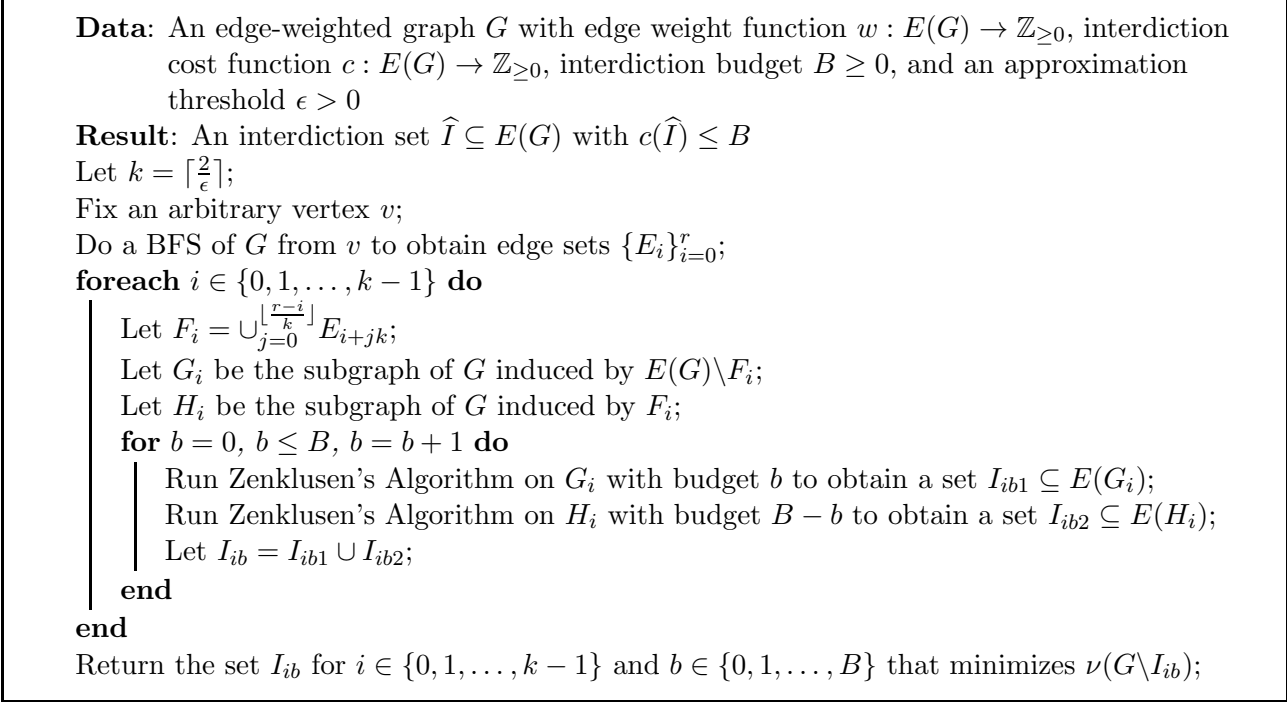 Data: An edge-weighted graph G with edge weight function w : E(G) → ℤ≥0, interdiction
cost function c : E(G) → ℤ≥0, interdiction budget B ≥ 0, and an approximation
threshold ϵ > 0
Result: An interdiction set Î ⊆ E(G) with c(Î) ≤ B
Let k = ⌈2/ϵ⌉;
Fix an arbitrary vertex v;
Do a BFS of G from v to obtain edge sets {E_i}_{i=0}^r;
foreach i ∈ {0, 1, . . . , k − 1} do
Let F_i = ∪_{j=0}^{⌊(r−i)/k⌋} E_{i+jk};
Let G_i be the subgraph of G induced by E(G)\F_i;
Let H_i be the subgraph of G induced by F_i;
for b = 0, b ≤ B, b = b + 1 do
Run Zenklusen's Algorithm on G_i with budget b to obtain a set I_{ib1} ⊆ E(G_i);
Run Zenklusen's Algorithm on H_i with budget B − b to obtain a set I_{ib2} ⊆ E(H_i);
Let I_{ib} = I_{ib1} ∪ I_{ib2};
end
end
Return the set I_{ib} for i ∈ {0, 1, . . . , k − 1} and b ∈ {0, 1, . . . , B} that minimizes ν(G\I_{ib});